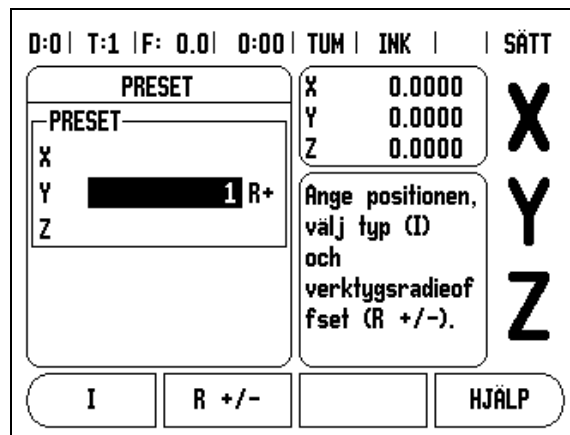 D:0 | T:1 | F: 0.0 | 0:00 | TUM | INK | | SÄTT
PRESET
PRESET
X
Y 1 R+
Z
X 0.0000
Y 0.0000
Z 0.0000
Ange positionen,
välj typ (I)
och
verktygsradieof
fset (R +/-).
X
Y
Z
I
R +/-
HJÄLP